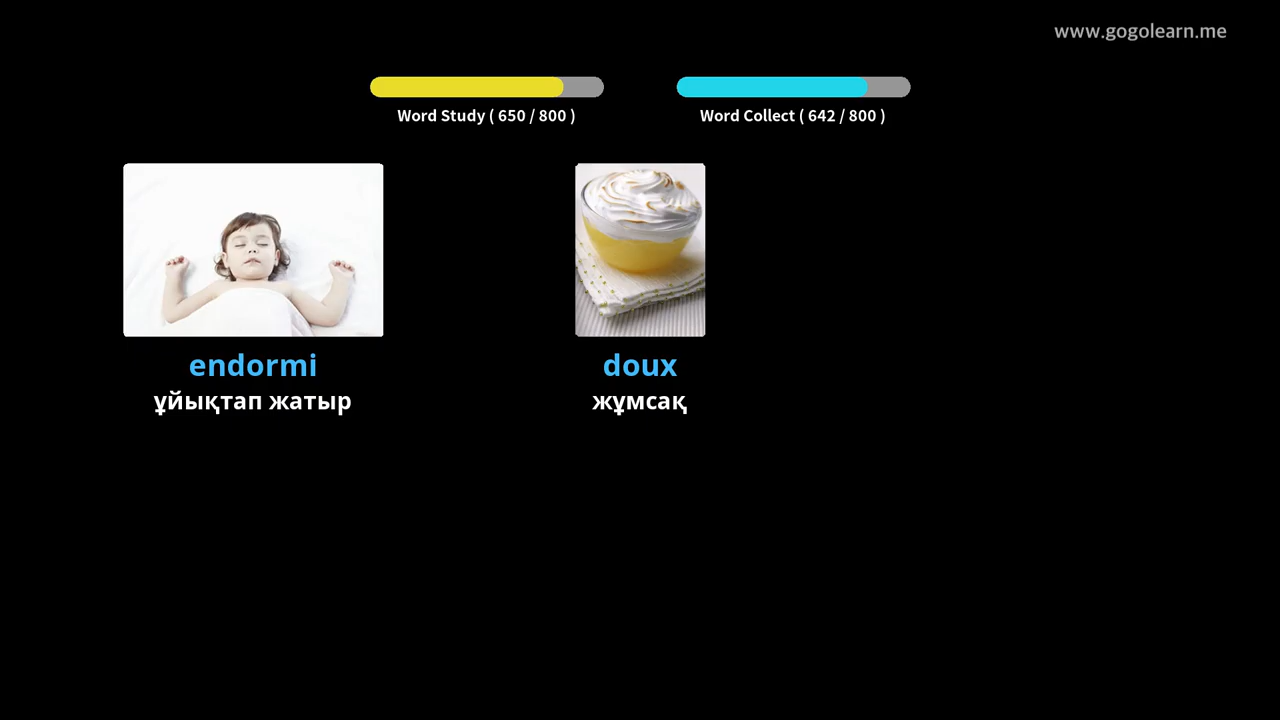 www.gogolearn.me
Word Study ( 650 / 800 )
Word Collect ( 642 / 800 )
endormi
ұйықтап жатыр
doux
жұмсақ